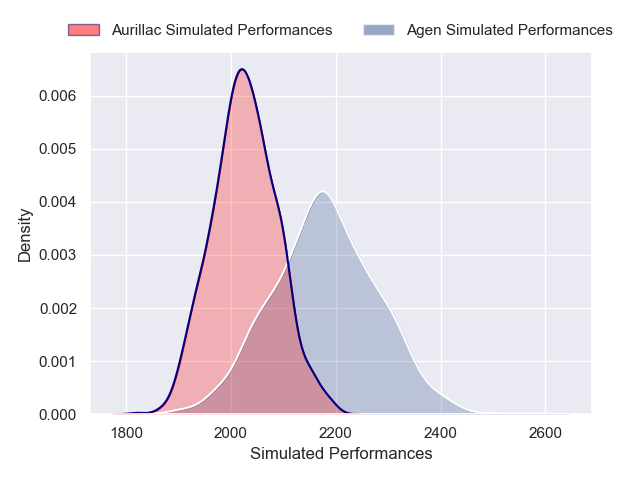 Aurillac Simulated Performances Agen Simulated Performances
0.006
0.005
0.004
0.003
0.002
0.001
0.000
Density
1800 2000 2200 2400 2600
Simulated Performances